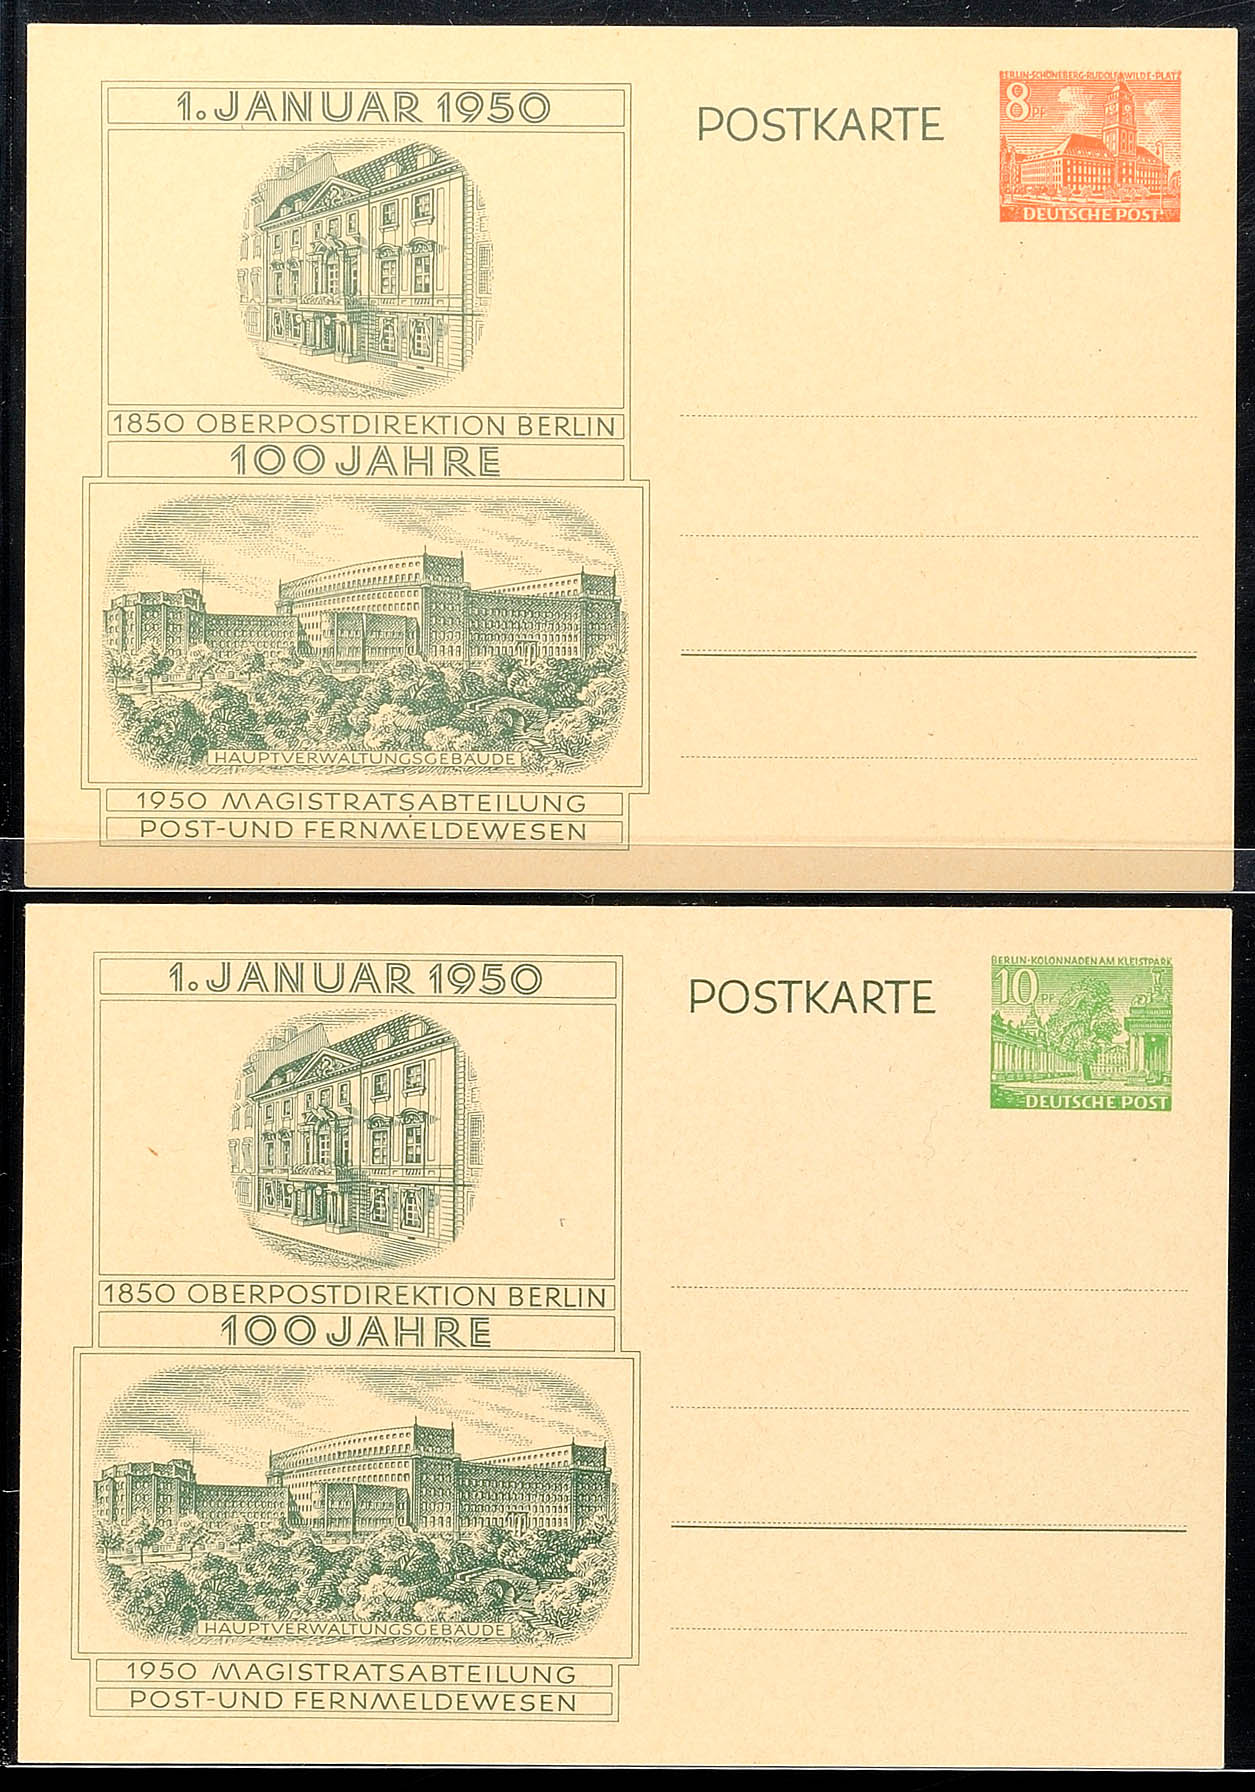 1. JANUAR 1950
1850 OBERPOSTDIREKTION BERLIN
100 JAHRE
HAUPTVERWALTUNGSGEBÄUDE
1950 MAGISTRATSABTEILUNG
POST-UND FERNMELDEWESEN
POSTKARTE
BERLIN-SCHÖNEBERG-RUDOLF WILDE-PLATZ
8 PF
DEUTSCHE POST
1. JANUAR 1950
1850 OBERPOSTDIREKTION BERLIN
100 JAHRE
HAUPTVERWALTUNGSGEBÄUDE
1950 MAGISTRATSABTEILUNG
POST-UND FERNMELDEWESEN
POSTKARTE
BERLIN·KOLONNADEN AM KLEISTPARK
10 PF
DEUTSCHE POST